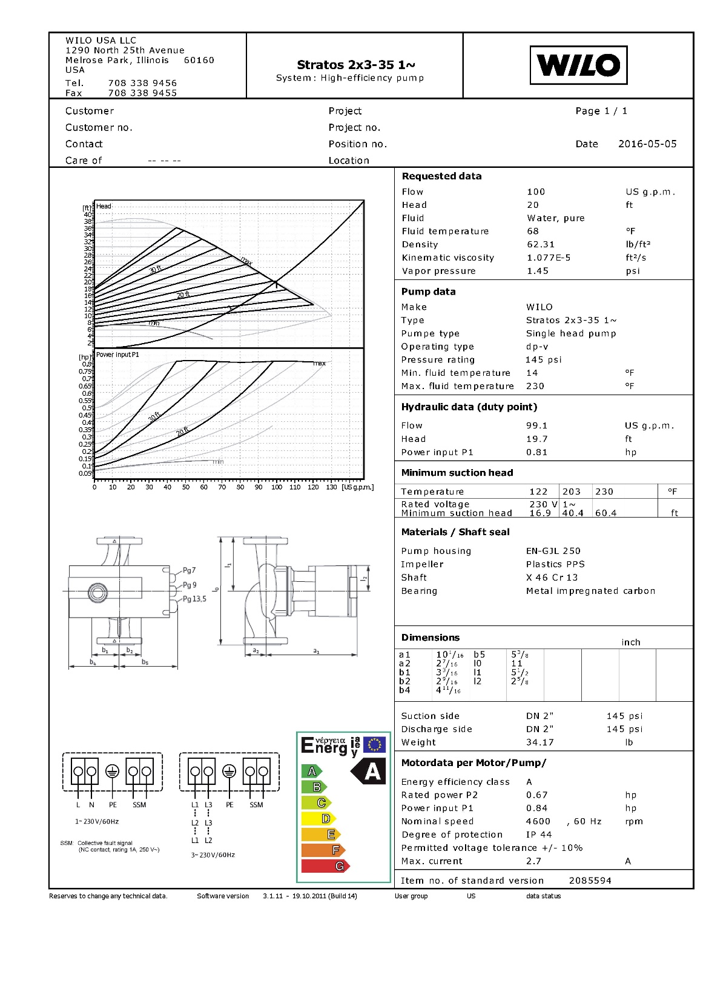 WILO USA LLC
1290 North 25th Avenue
Melrose Park, Illinois 60160
USA
Tel. 708 338 9456
Fax 708 338 9455
Stratos 2x3-35 1~
System: High-efficiency pump
WILO
Customer Project Page 1 / 1
Customer no. Project no.
Contact Position no. Date 2016-05-05
Care of -- -- -- Location
[ft] Head
40
38
36
34
32
30
28
26
24
22
20
18
16
14
12
10
8
6
4
2
max
30 ft
20 ft
min
1
1
[hp] Power input P1
0.8
0.75
0.7
0.65
0.6
0.55
0.5
0.45
0.4
0.35
0.3
0.25
0.2
0.15
0.1
0.05
max
30 ft
20 ft
min
0 10 20 30 40 50 60 70 80 90 100 110 120 130 [US g.p.m.]
Pg7
Pg9
Pg13,5
b1 b2
b4 b5
l0 l1 l2
a2 a1
L N PE SSM
1~ 230 V/60Hz
SSM: Collective fault signal
(NC contact, rating 1A, 250 V~)
L1 L3 PE SSM
L2 L3
L1 L2
3~ 230 V/60Hz
Energ
νέργεια
ia
ie
y
A
A
B
C
D
E
F
G
Requested data
Flow 100 US g.p.m.
Head 20 ft
Fluid Water, pure
Fluid temperature 68 °F
Density 62.31 lb/ft³
Kinematic viscosity 1.077E-5 ft²/s
Vapor pressure 1.45 psi
Pump data
Make WILO
Type Stratos 2x3-35 1~
Pumpe type Single head pump
Operating type dp-v
Pressure rating 145 psi
Min. fluid temperature 14 °F
Max. fluid temperature 230 °F
Hydraulic data (duty point)
Flow 99.1 US g.p.m.
Head 19.7 ft
Power input P1 0.81 hp
Minimum suction head
Temperature 122 203 230 °F
Rated voltage 230 V 1~
Minimum suction head 16.9 40.4 60.4 ft
Materials / Shaft seal
Pump housing EN-GJL 250
Impeller Plastics PPS
Shaft X 46 Cr 13
Bearing Metal impregnated carbon
Dimensions inch
a1 10 1/16 b5 5 3/8
a2 2 7/16 l0 11
b1 3 3/16 l1 5 1/2
b2 2 9/16 l2 2 5/8
b4 4 11/16
Suction side DN 2" 145 psi
Discharge side DN 2" 145 psi
Weight 34.17 lb
Motordata per Motor/Pump/
Energy efficiency class A
Rated power P2 0.67 hp
Power input P1 0.84 hp
Nominal speed 4600 , 60 Hz rpm
Degree of protection IP 44
Permitted voltage tolerance +/- 10%
Max. current 2.7 A
Item no. of standard version 2085594
Reserves to change any technical data. Software version 3.1.11 - 19.10.2011 (Build 14) User group US data status